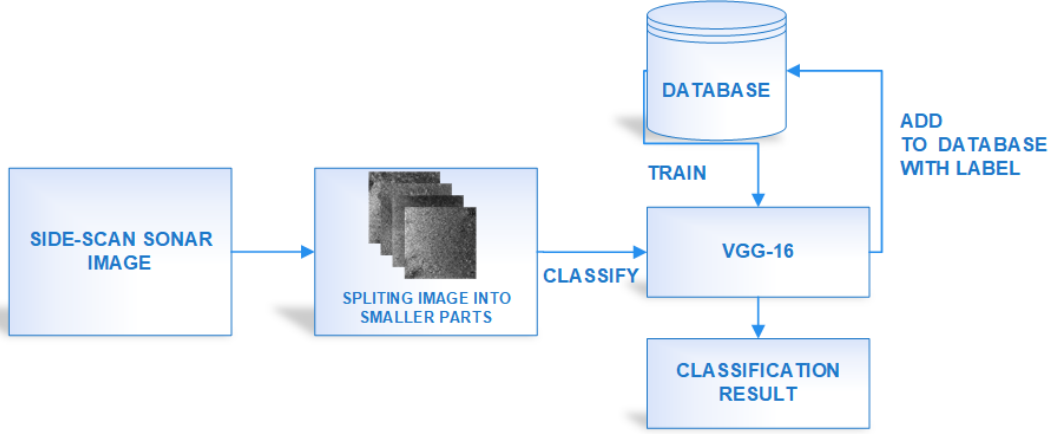 DATABASE
ADD
TO DATABASE
WITH LABEL
TRAIN
SIDE-SCAN SONAR
IMAGE
VGG-16
CLASSIFY
SPLITING IMAGE INTO
SMALLER PARTS
CLASSIFICATION
RESULT